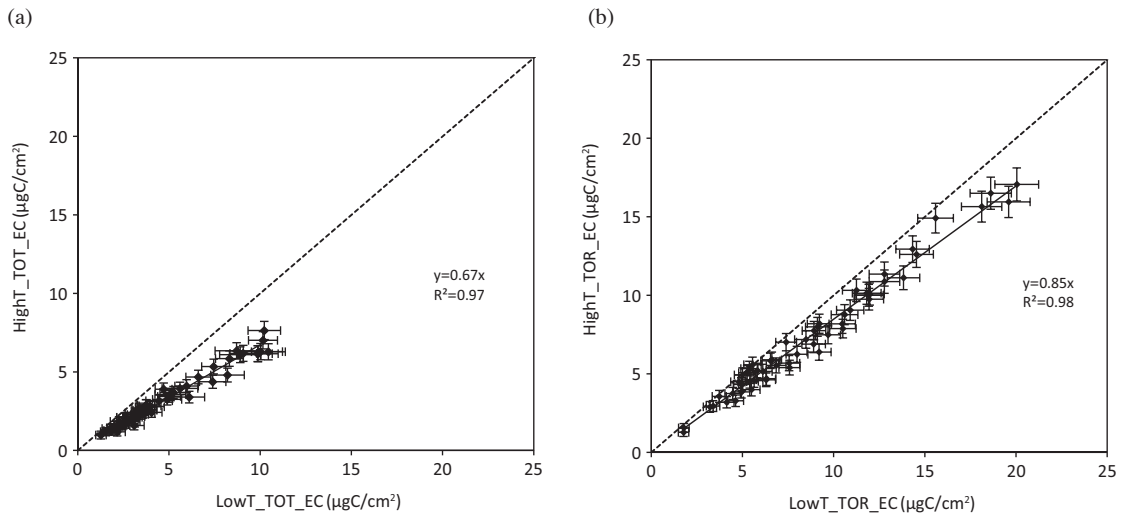 (a)
25
20
15
10
5
0
0 5 10 15 20 25
HighT_TOT_EC (µgC/cm²)
LowT_TOT_EC (µgC/cm²)
y=0.67x
R²=0.97
(b)
25
20
15
10
5
0
0 5 10 15 20 25
HighT_TOR_EC (µgC/cm²)
LowT_TOR_EC (µgC/cm²)
y=0.85x
R²=0.98